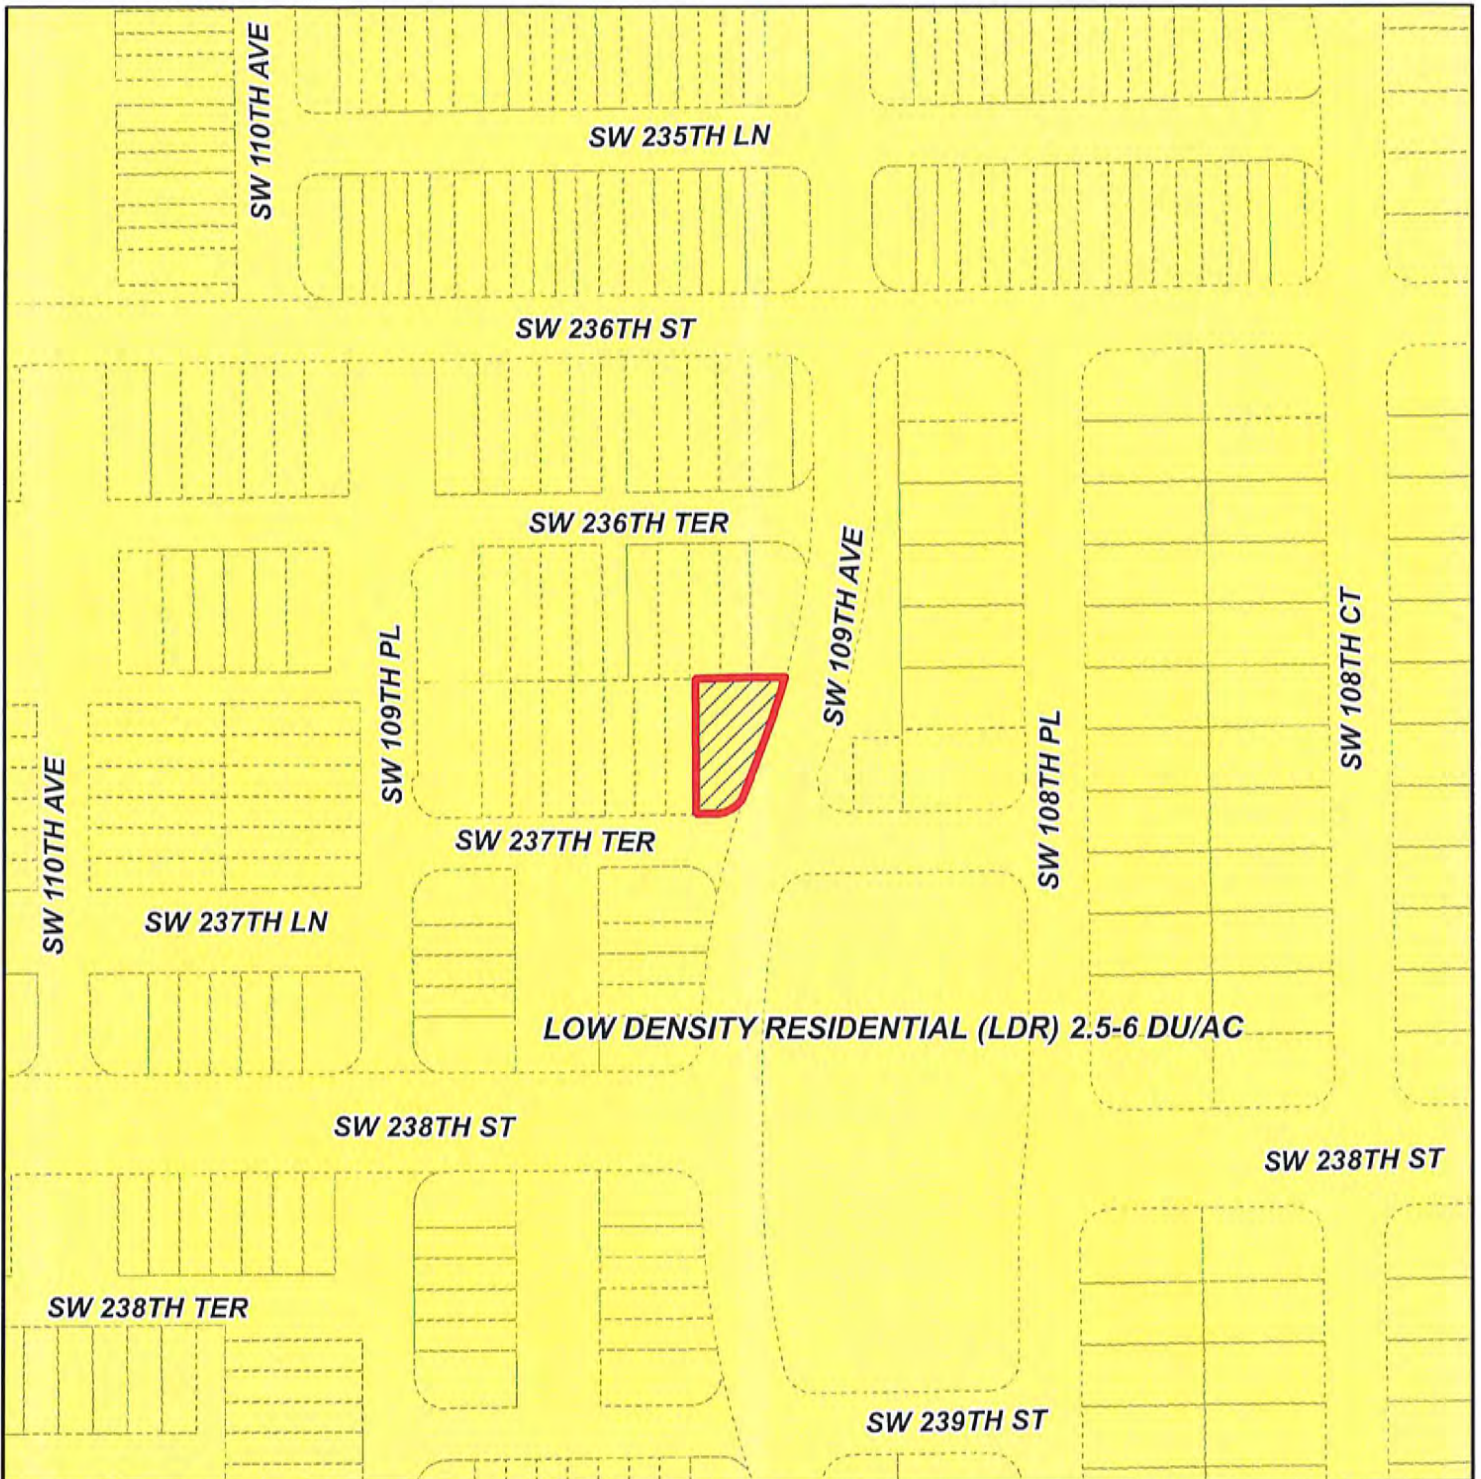 SW 110TH AVE
SW 235TH LN
SW 236TH ST
SW 236TH TER
SW 109TH AVE
SW 109TH PL
SW 108TH CT
SW 108TH PL
SW 110TH AVE
SW 237TH TER
SW 237TH LN
LOW DENSITY RESIDENTIAL (LDR) 2.5-6 DU/AC
SW 238TH ST
SW 238TH ST
SW 238TH TER
SW 239TH ST